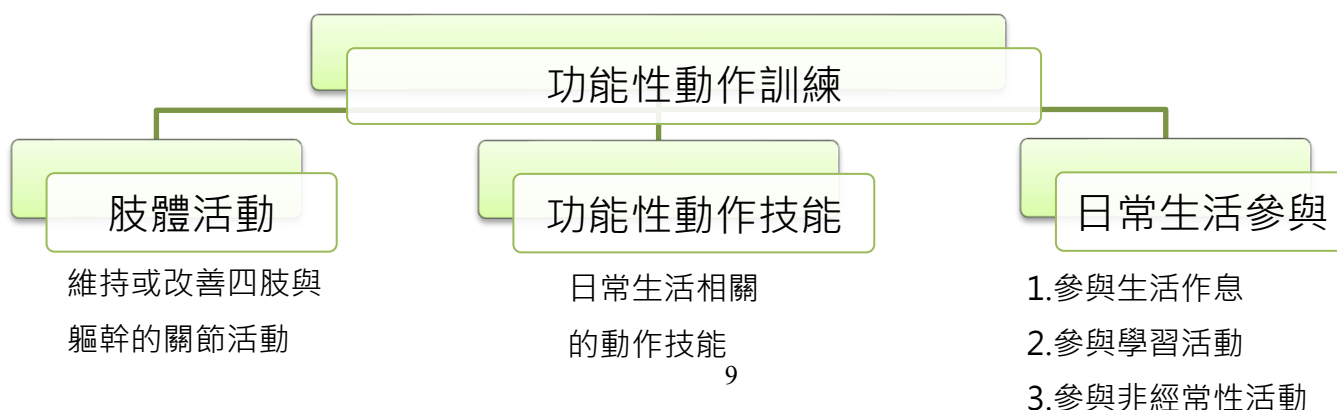 功能性動作訓練
肢體活動
維持或改善四肢與
軀幹的關節活動
功能性動作技能
日常生活相關
的動作技能
日常生活參與
1.參與生活作息
2.參與學習活動
3.參與非經常性活動
9